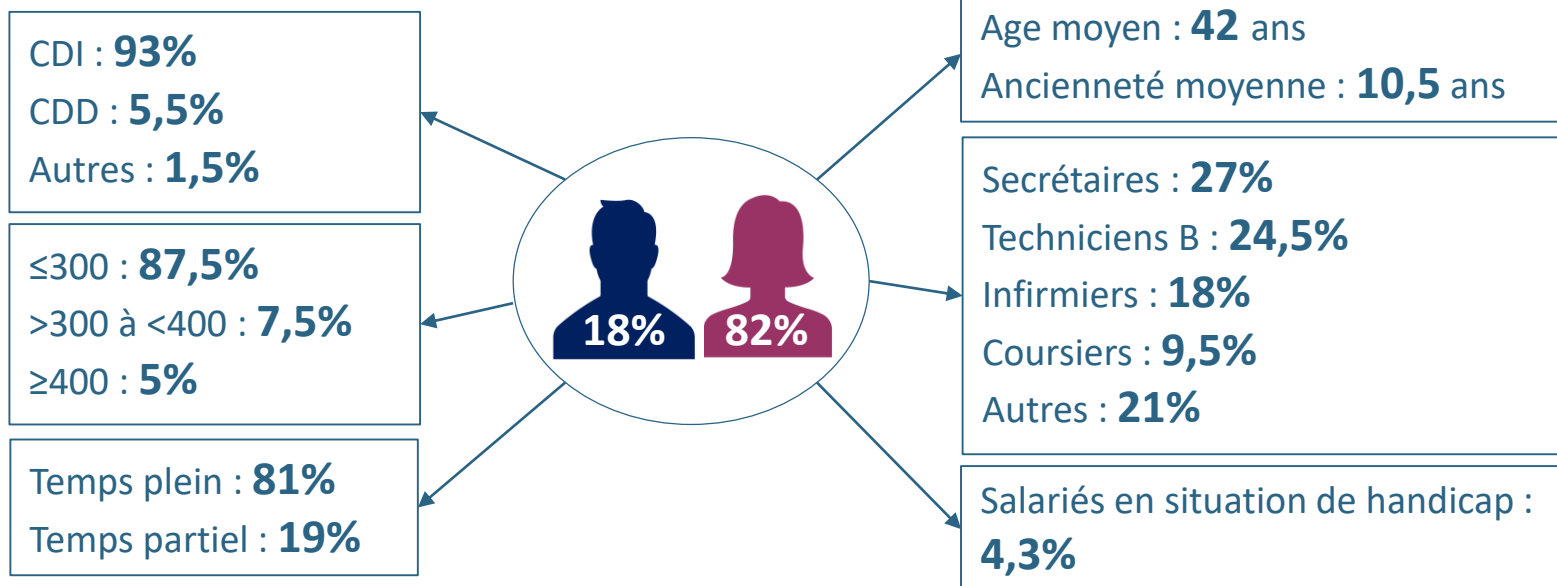 CDI : 93%
CDD : 5,5%
Autres : 1,5%
≤300 : 87,5%
>300 à <400 : 7,5%
≥400 : 5%
Temps plein : 81%
Temps partiel : 19%
18%
82%
Age moyen : 42 ans
Ancienneté moyenne : 10,5 ans
Secrétaires : 27%
Techniciens B : 24,5%
Infirmiers : 18%
Coursiers : 9,5%
Autres : 21%
Salariés en situation de handicap :
4,3%